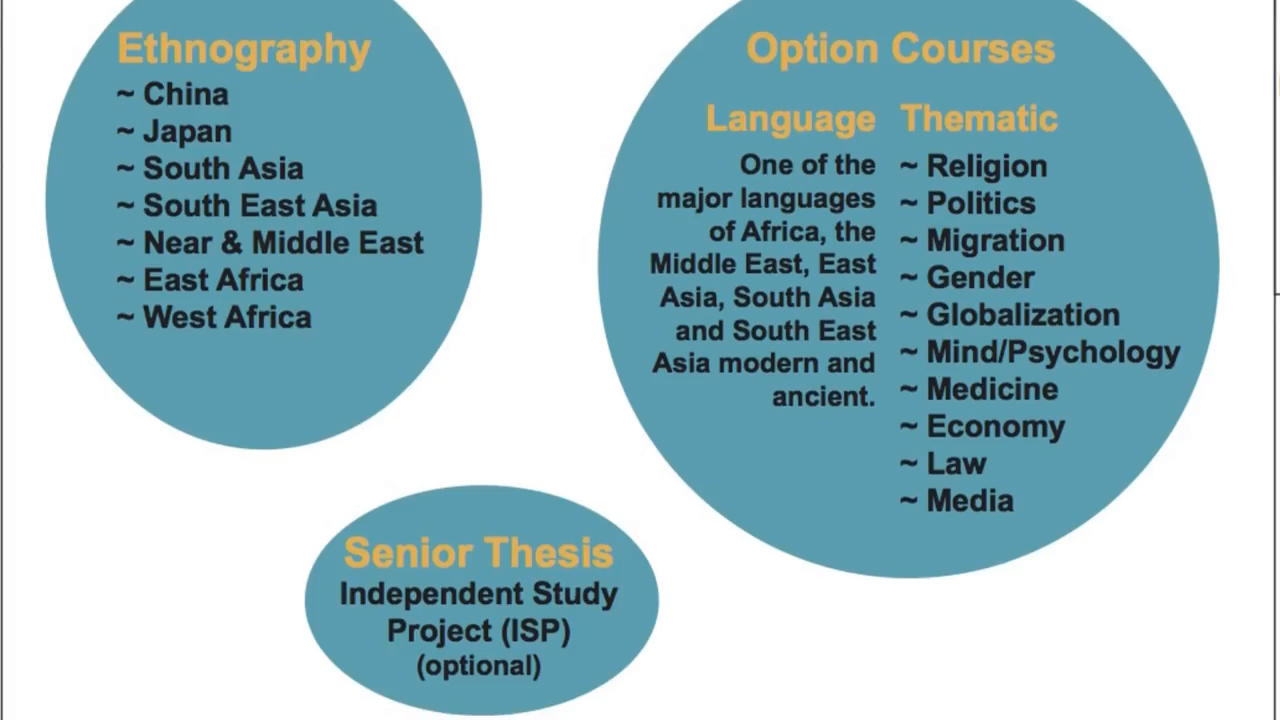 Ethnography
~ China
~ Japan
~ South Asia
~ South East Asia
~ Near & Middle East
~ East Africa
~ West Africa
Option Courses
Language
One of the
major languages
of Africa, the
Middle East, East
Asia, South Asia
and South East
Asia modern and
ancient.
Thematic
~ Religion
~ Politics
~ Migration
~ Gender
~ Globalization
~ Mind/Psychology
~ Medicine
~ Economy
~ Law
~ Media
Senior Thesis
Independent Study
Project (ISP)
(optional)